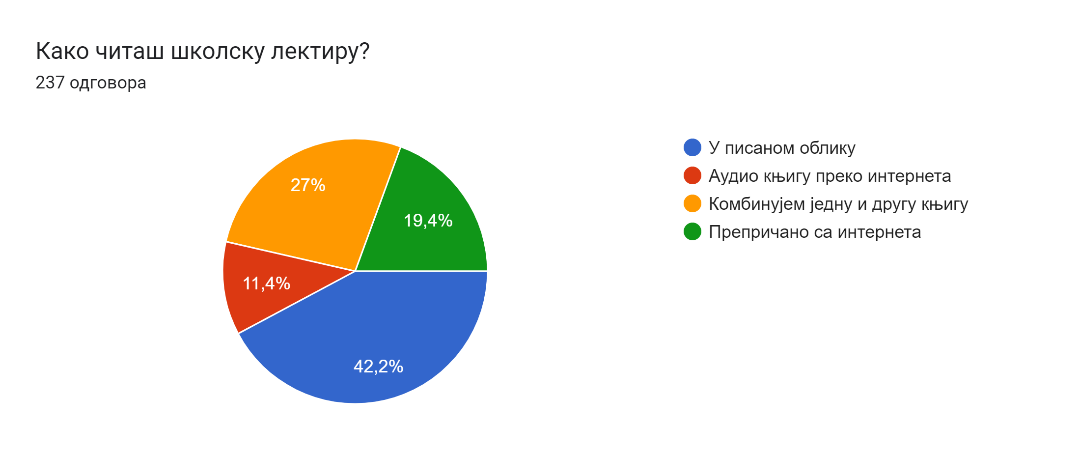 Како читаш школску лектиру?
237 одговора
27%
19,4%
11,4%
42,2%
У писаном облику
Аудио књигу преко интернета
Комбинујем једну и другу књигу
Препричано са интернета